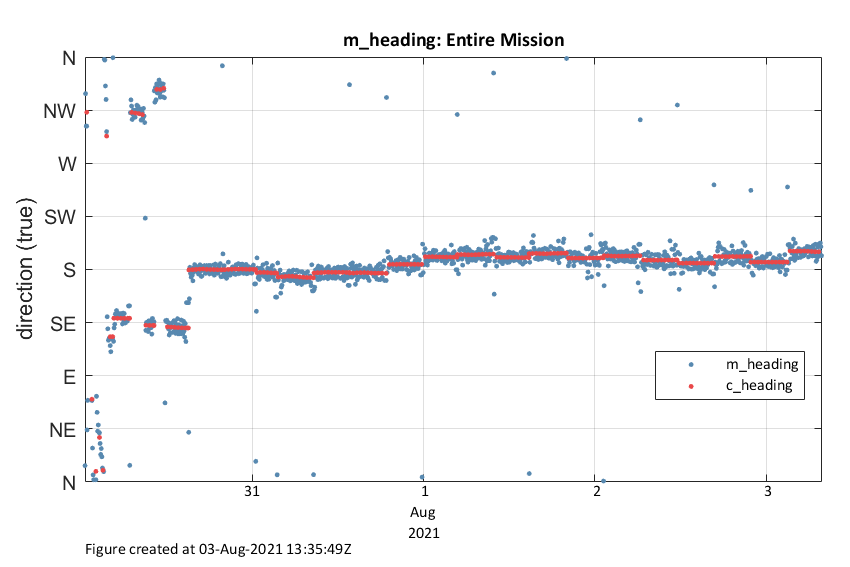 m_heading: Entire Mission
direction (true)
N
NW
W
SW
S
SE
E
NE
N
m_heading
c_heading
31
1
2
3
Aug
2021
Figure created at 03-Aug-2021 13:35:49Z